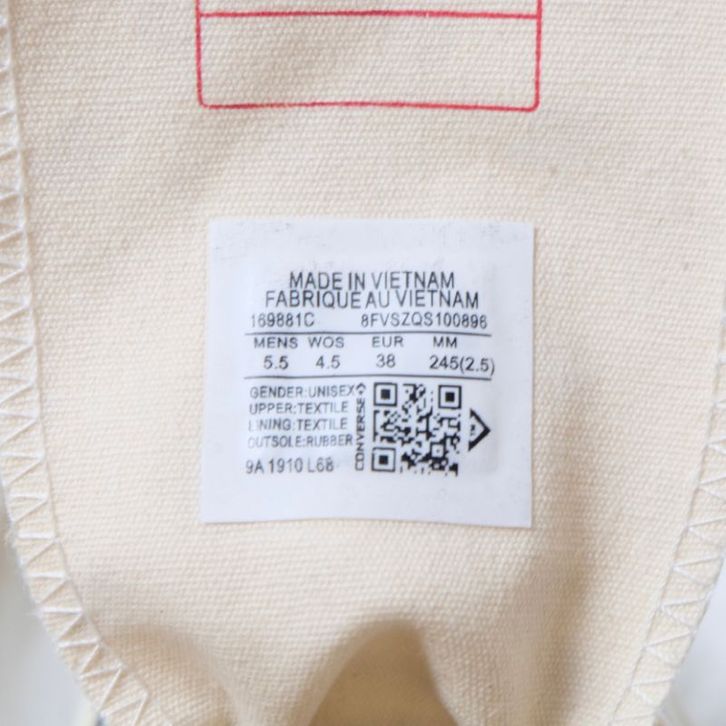 MADE IN VIETNAM
FABRIQUE AU VIETNAM
169881C 8FVSZQS100896
MENS WOS EUR MM
5.5 4.5 38 245(2.5)
GENDER:UNISEX
UPPER:TEXTILE
LINING:TEXTILE
OUTSOLE:RUBBER
9A 1910 L68
CONVERSE